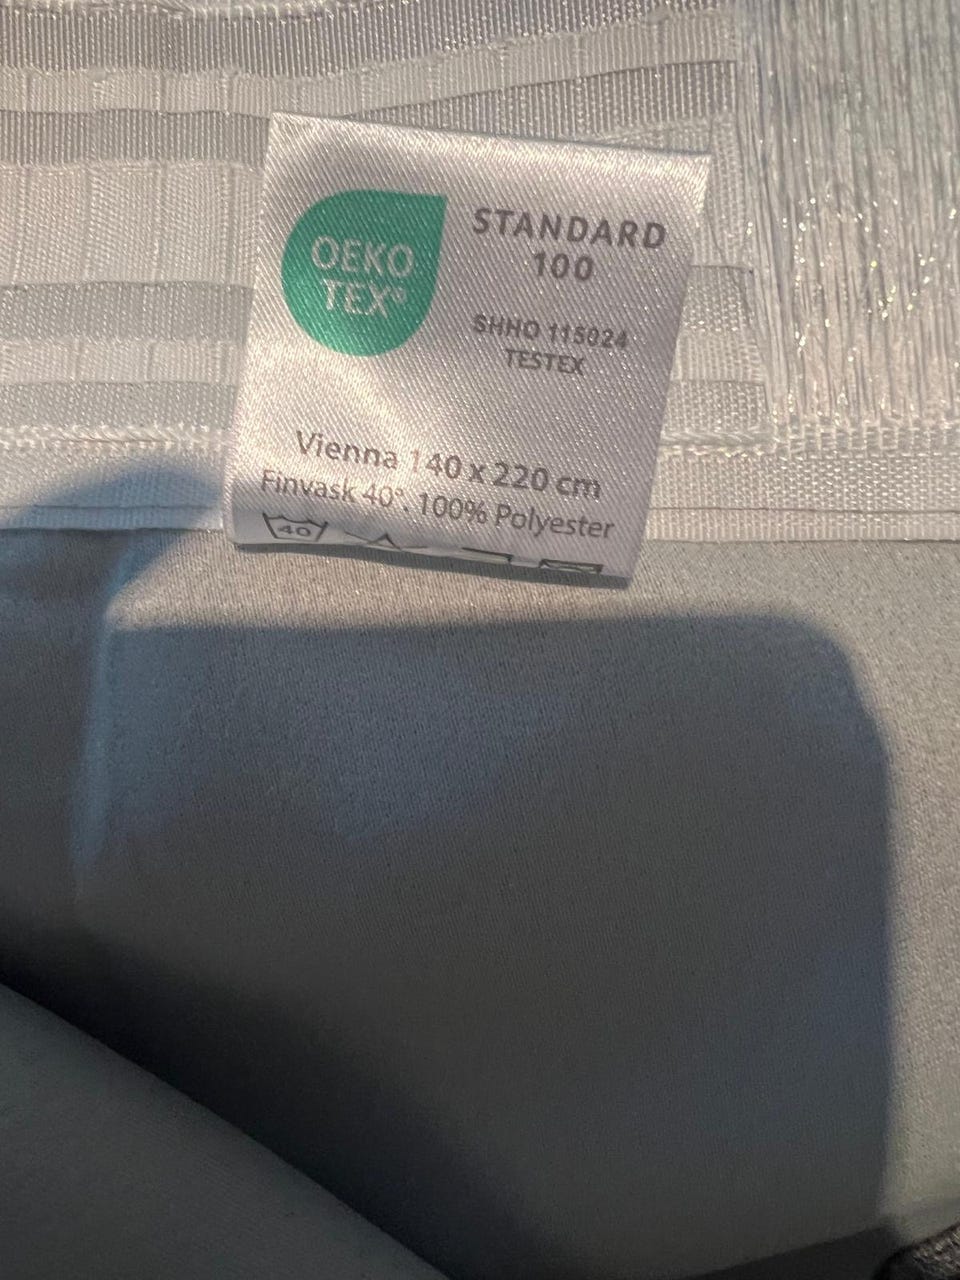 OEKO
TEX®
STANDARD
100
SHHO 115024
TESTEX
Vienna 140 x 220 cm
Finvask 40°. 100% Polyester
40